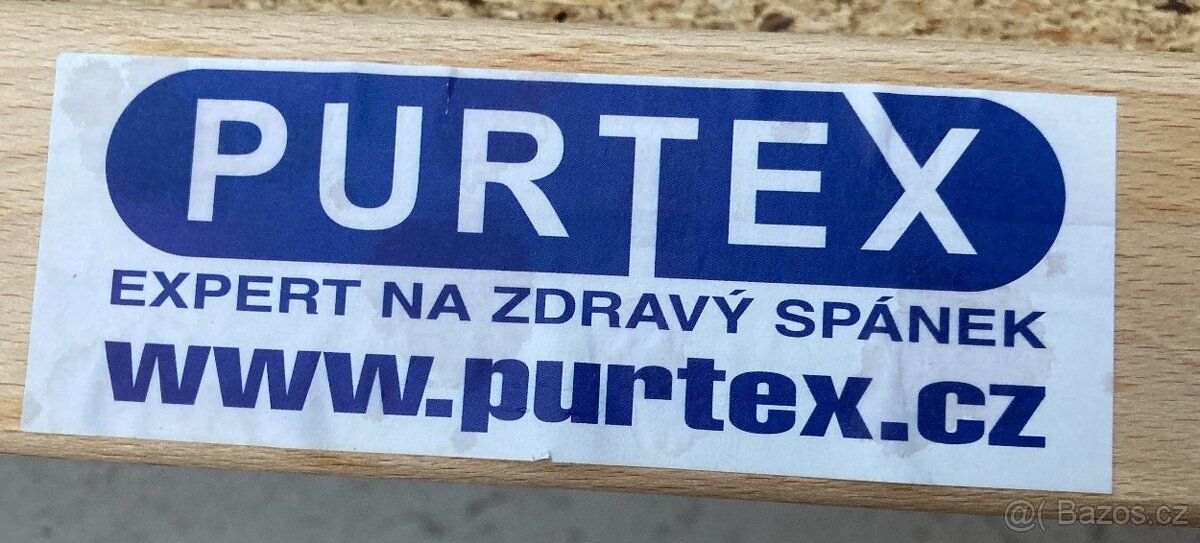 PURTEX
EXPERT NA ZDRAVÝ SPÁNEK
www.purtex.cz
@( Bazos.cz